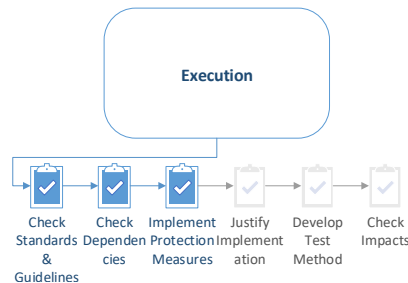 Execution
Check
Standards
&
Guidelines
Check
Dependen
cies
Implement
Protection
Measures
Justify
Implement
ation
Develop
Test
Method
Check
Impacts